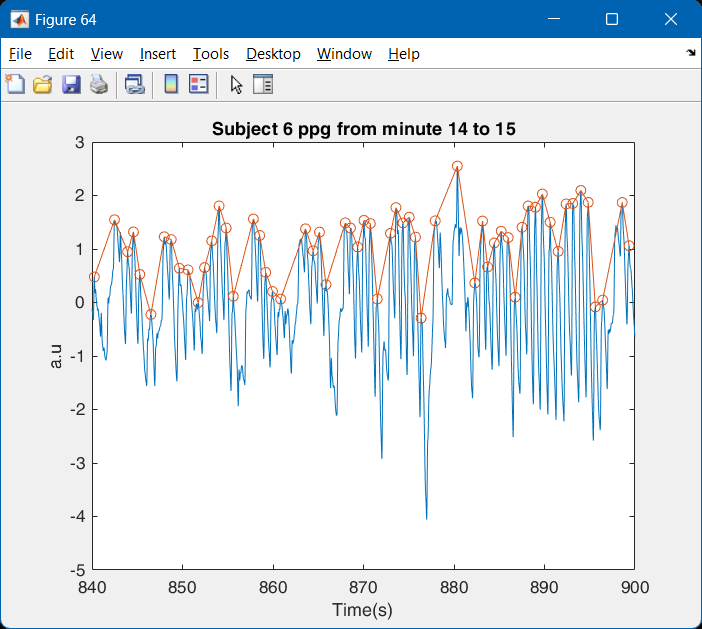 Figure 64
File Edit View Insert Tools Desktop Window Help
Subject 6 ppg from minute 14 to 15
3
2
1
0
-1
-2
-3
-4
-5
a.u
840 850 860 870 880 890 900
Time(s)